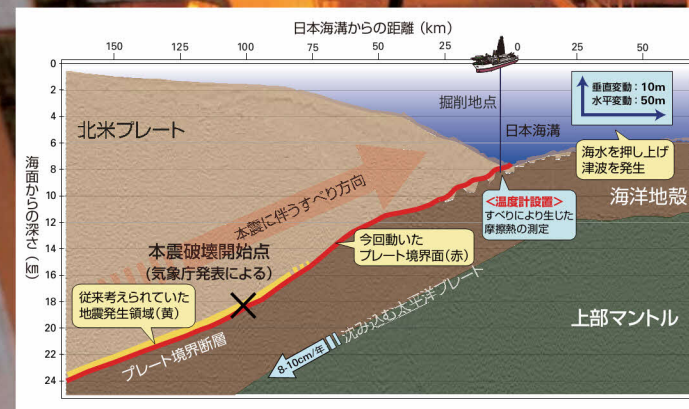 日本海溝からの距離（km）
150 125 100 75 50 25 0 25 50
0
2
4
6
8
10
12
14
16
18
20
22
24
海面からの深さ（km）
北米プレート
掘削地点
日本海溝
垂直変動：10m
水平変動：50m
海水を押し上げ
津波を発生
海洋地殻
<温度計設置>
すべりにより生じた
摩擦熱の測定
本震に伴うすべり方向
今回動いた
プレート境界面（赤）
本震破壊開始点
（気象庁発表による）
従来考えられていた
地震発生領域（黄）
プレート境界断層
沈み込む太平洋プレート
8-10cm/年
上部マントル